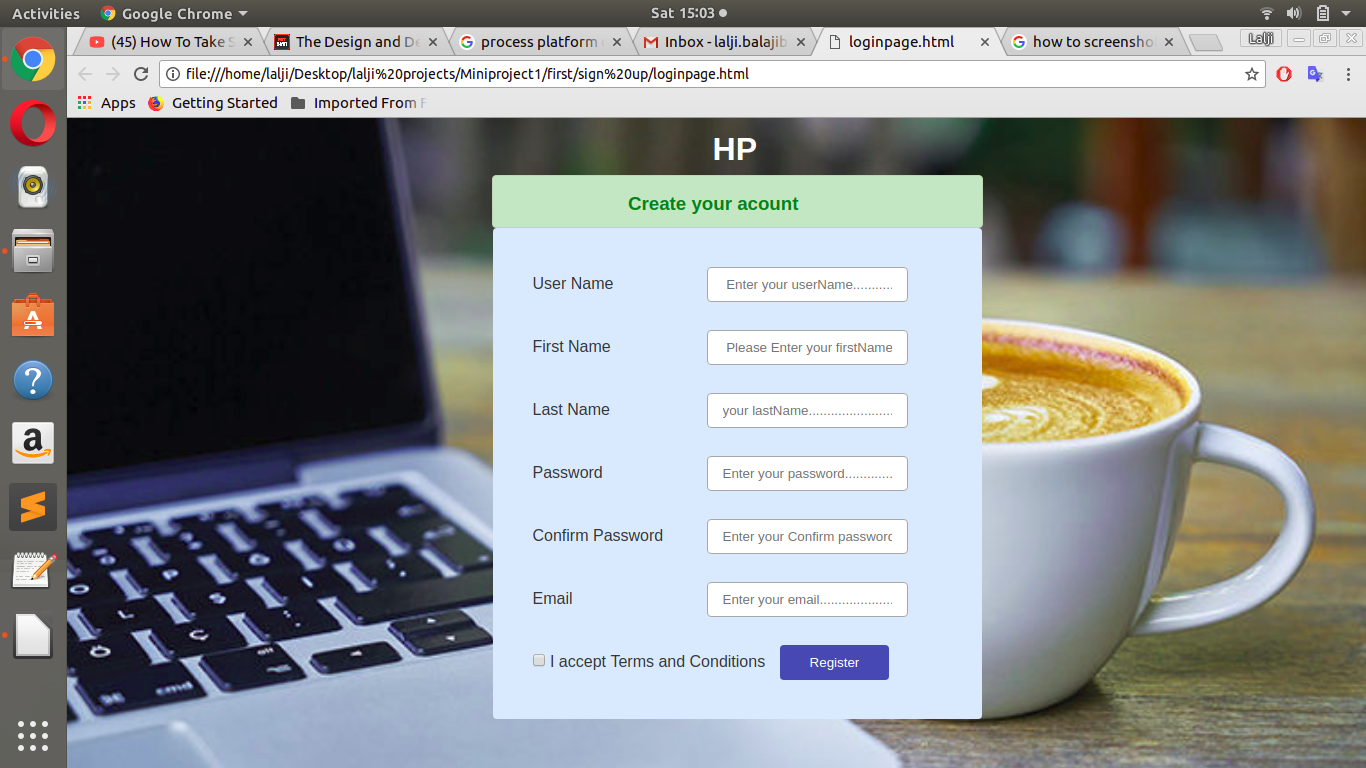 Activities Google Chrome Sat 15:03
(45) How To Take S The Design and De process platform Inbox - lalji.balajib loginpage.html how to screensho Lalji
file:///home/lalji/Desktop/lalji%20projects/Miniproject1/first/sign%20up/loginpage.html
Apps Getting Started Imported From F
HP
Create your acount
User Name Enter your userName...........
First Name Please Enter your firstName
Last Name your lastName......................
Password Enter your password.............
Confirm Password Enter your Confirm password
Email Enter your email....................
I accept Terms and Conditions Register
alt
cmd